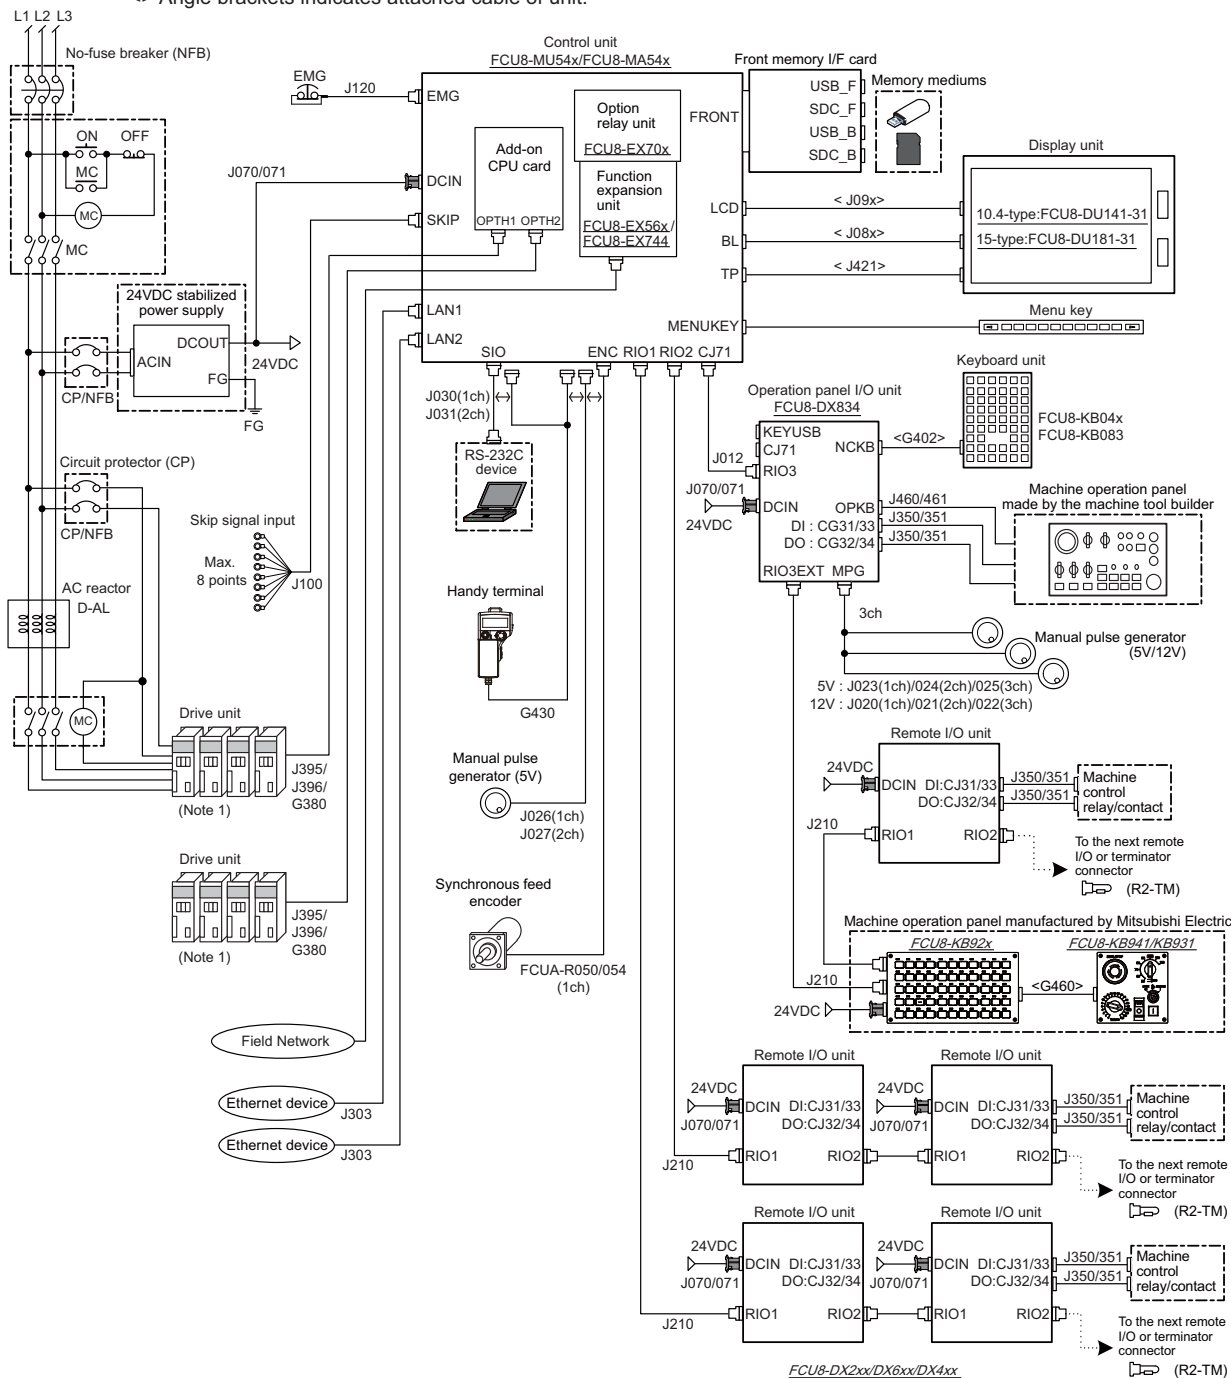 <> Angle brackets indicates attached cable of unit.
L1 L2 L3
No-fuse breaker (NFB)
ON OFF
MC
MC
MC
24VDC stabilized
power supply
DCOUT
ACIN
24VDC
FG
FG
CP/NFB
Circuit protector (CP)
CP/NFB
AC reactor
D-AL
MC
EMG
J120
J070/071
Skip signal input
Max.
8 points
J100
Drive unit
J395/
J396/
G380
(Note 1)
Drive unit
J395/
J396/
G380
(Note 1)
Field Network
Ethernet device
J303
Ethernet device
J303
Control unit
FCU8-MU54x/FCU8-MA54x
EMG
DCIN
SKIP
LAN1
LAN2
Add-on
CPU card
OPTH1 OPTH2
Option
relay unit
FCU8-EX70x
Function
expansion
unit
FCU8-EX56x/
FCU8-EX744
FRONT
LCD
BL
TP
MENUKEY
SIO
ENC RIO1 RIO2 CJ71
J030(1ch)
J031(2ch)
RS-232C
device
Handy terminal
G430
Manual pulse
generator (5V)
J026(1ch)
J027(2ch)
Synchronous feed
encoder
FCUA-R050/054
(1ch)
Front memory I/F card
USB_F
SDC_F
USB_B
SDC_B
Memory mediums
Display unit
10.4-type:FCU8-DU141-31
15-type:FCU8-DU181-31
< J09x>
< J08x>
< J421>
Menu key
Keyboard unit
FCU8-KB04x
FCU8-KB083
Operation panel I/O unit
FCU8-DX834
KEYUSB
CJ71
RIO3
NCKB
<G402>
J012
J070/071
24VDC
DCIN
OPKB
DI : CG31/33
DO : CG32/34
J460/461
J350/351
J350/351
RIO3EXT MPG
Machine operation panel
made by the machine tool builder
3ch
Manual pulse generator
(5V/12V)
5V : J023(1ch)/024(2ch)/025(3ch)
12V : J020(1ch)/021(2ch)/022(3ch)
Remote I/O unit
24VDC
DCIN DI:CJ31/33
DO:CJ32/34
J350/351
J350/351
Machine
control
relay/contact
J210
RIO1 RIO2
To the next remote
I/O or terminator
connector
(R2-TM)
Machine operation panel manufactured by Mitsubishi Electric
FCU8-KB92x
FCU8-KB941/KB931
J210
<G460>
24VDC
Remote I/O unit Remote I/O unit
24VDC
DCIN DI:CJ31/33
DO:CJ32/34
J070/071
24VDC
DCIN DI:CJ31/33
DO:CJ32/34
J070/071
J350/351
J350/351
Machine
control
relay/contact
J210
RIO1 RIO2 RIO1 RIO2
To the next remote
I/O or terminator
connector
(R2-TM)
Remote I/O unit Remote I/O unit
24VDC
DCIN DI:CJ31/33
DO:CJ32/34
J070/071
24VDC
DCIN DI:CJ31/33
DO:CJ32/34
J070/071
J350/351
J350/351
Machine
control
relay/contact
J210
RIO1 RIO2 RIO1 RIO2
To the next remote
I/O or terminator
connector
(R2-TM)
FCU8-DX2xx/DX6xx/DX4xx